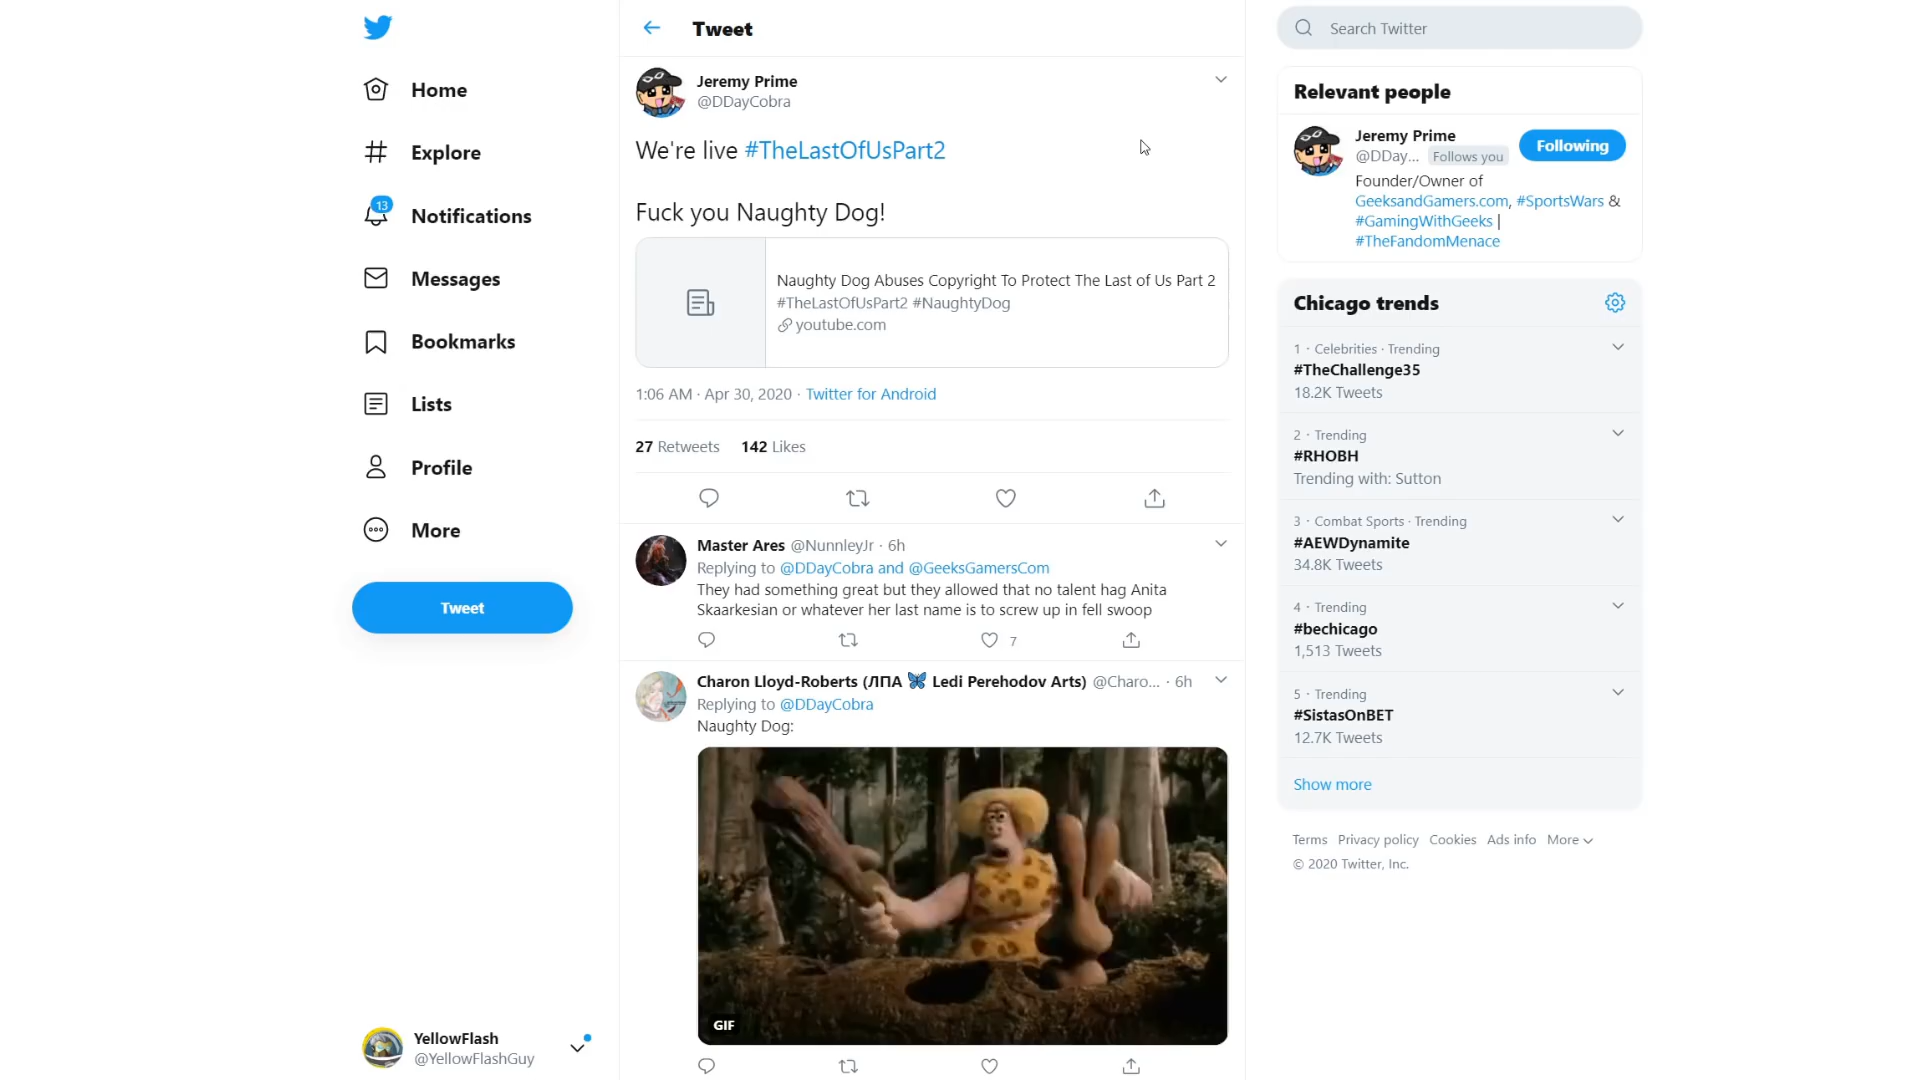 Home
Explore
13
Notifications
Messages
Bookmarks
Lists
Profile
More
Tweet
YellowFlash
@YellowFlashGuy
Tweet
Jeremy Prime
@DDayCobra
We're live #TheLastOfUsPart2
Fuck you Naughty Dog!
Naughty Dog Abuses Copyright To Protect The Last of Us Part 2
#TheLastOfUsPart2 #NaughtyDog
youtube.com
1:06 AM · Apr 30, 2020 · Twitter for Android
27 Retweets 142 Likes
Master Ares @NunnleyJr · 6h
Replying to @DDayCobra and @GeeksGamersCom
They had something great but they allowed that no talent hag Anita
Skaarkesian or whatever her last name is to screw up in fell swoop
7
Charon Lloyd-Roberts (ЛПА 🦋 Ledi Perehodov Arts) @Charo... · 6h
Replying to @DDayCobra
Naughty Dog:
GIF
Search Twitter
Relevant people
Jeremy Prime
@DDay... Follows you
Following
Founder/Owner of
GeeksandGamers.com, #SportsWars &
#GamingWithGeeks |
#TheFandomMenace
Chicago trends
1 · Celebrities · Trending
#TheChallenge35
18.2K Tweets
2 · Trending
#RHOBH
Trending with: Sutton
3 · Combat Sports · Trending
#AEWDynamite
34.8K Tweets
4 · Trending
#bechicago
1,513 Tweets
5 · Trending
#SistasOnBET
12.7K Tweets
Show more
Terms Privacy policy Cookies Ads info More
© 2020 Twitter, Inc.